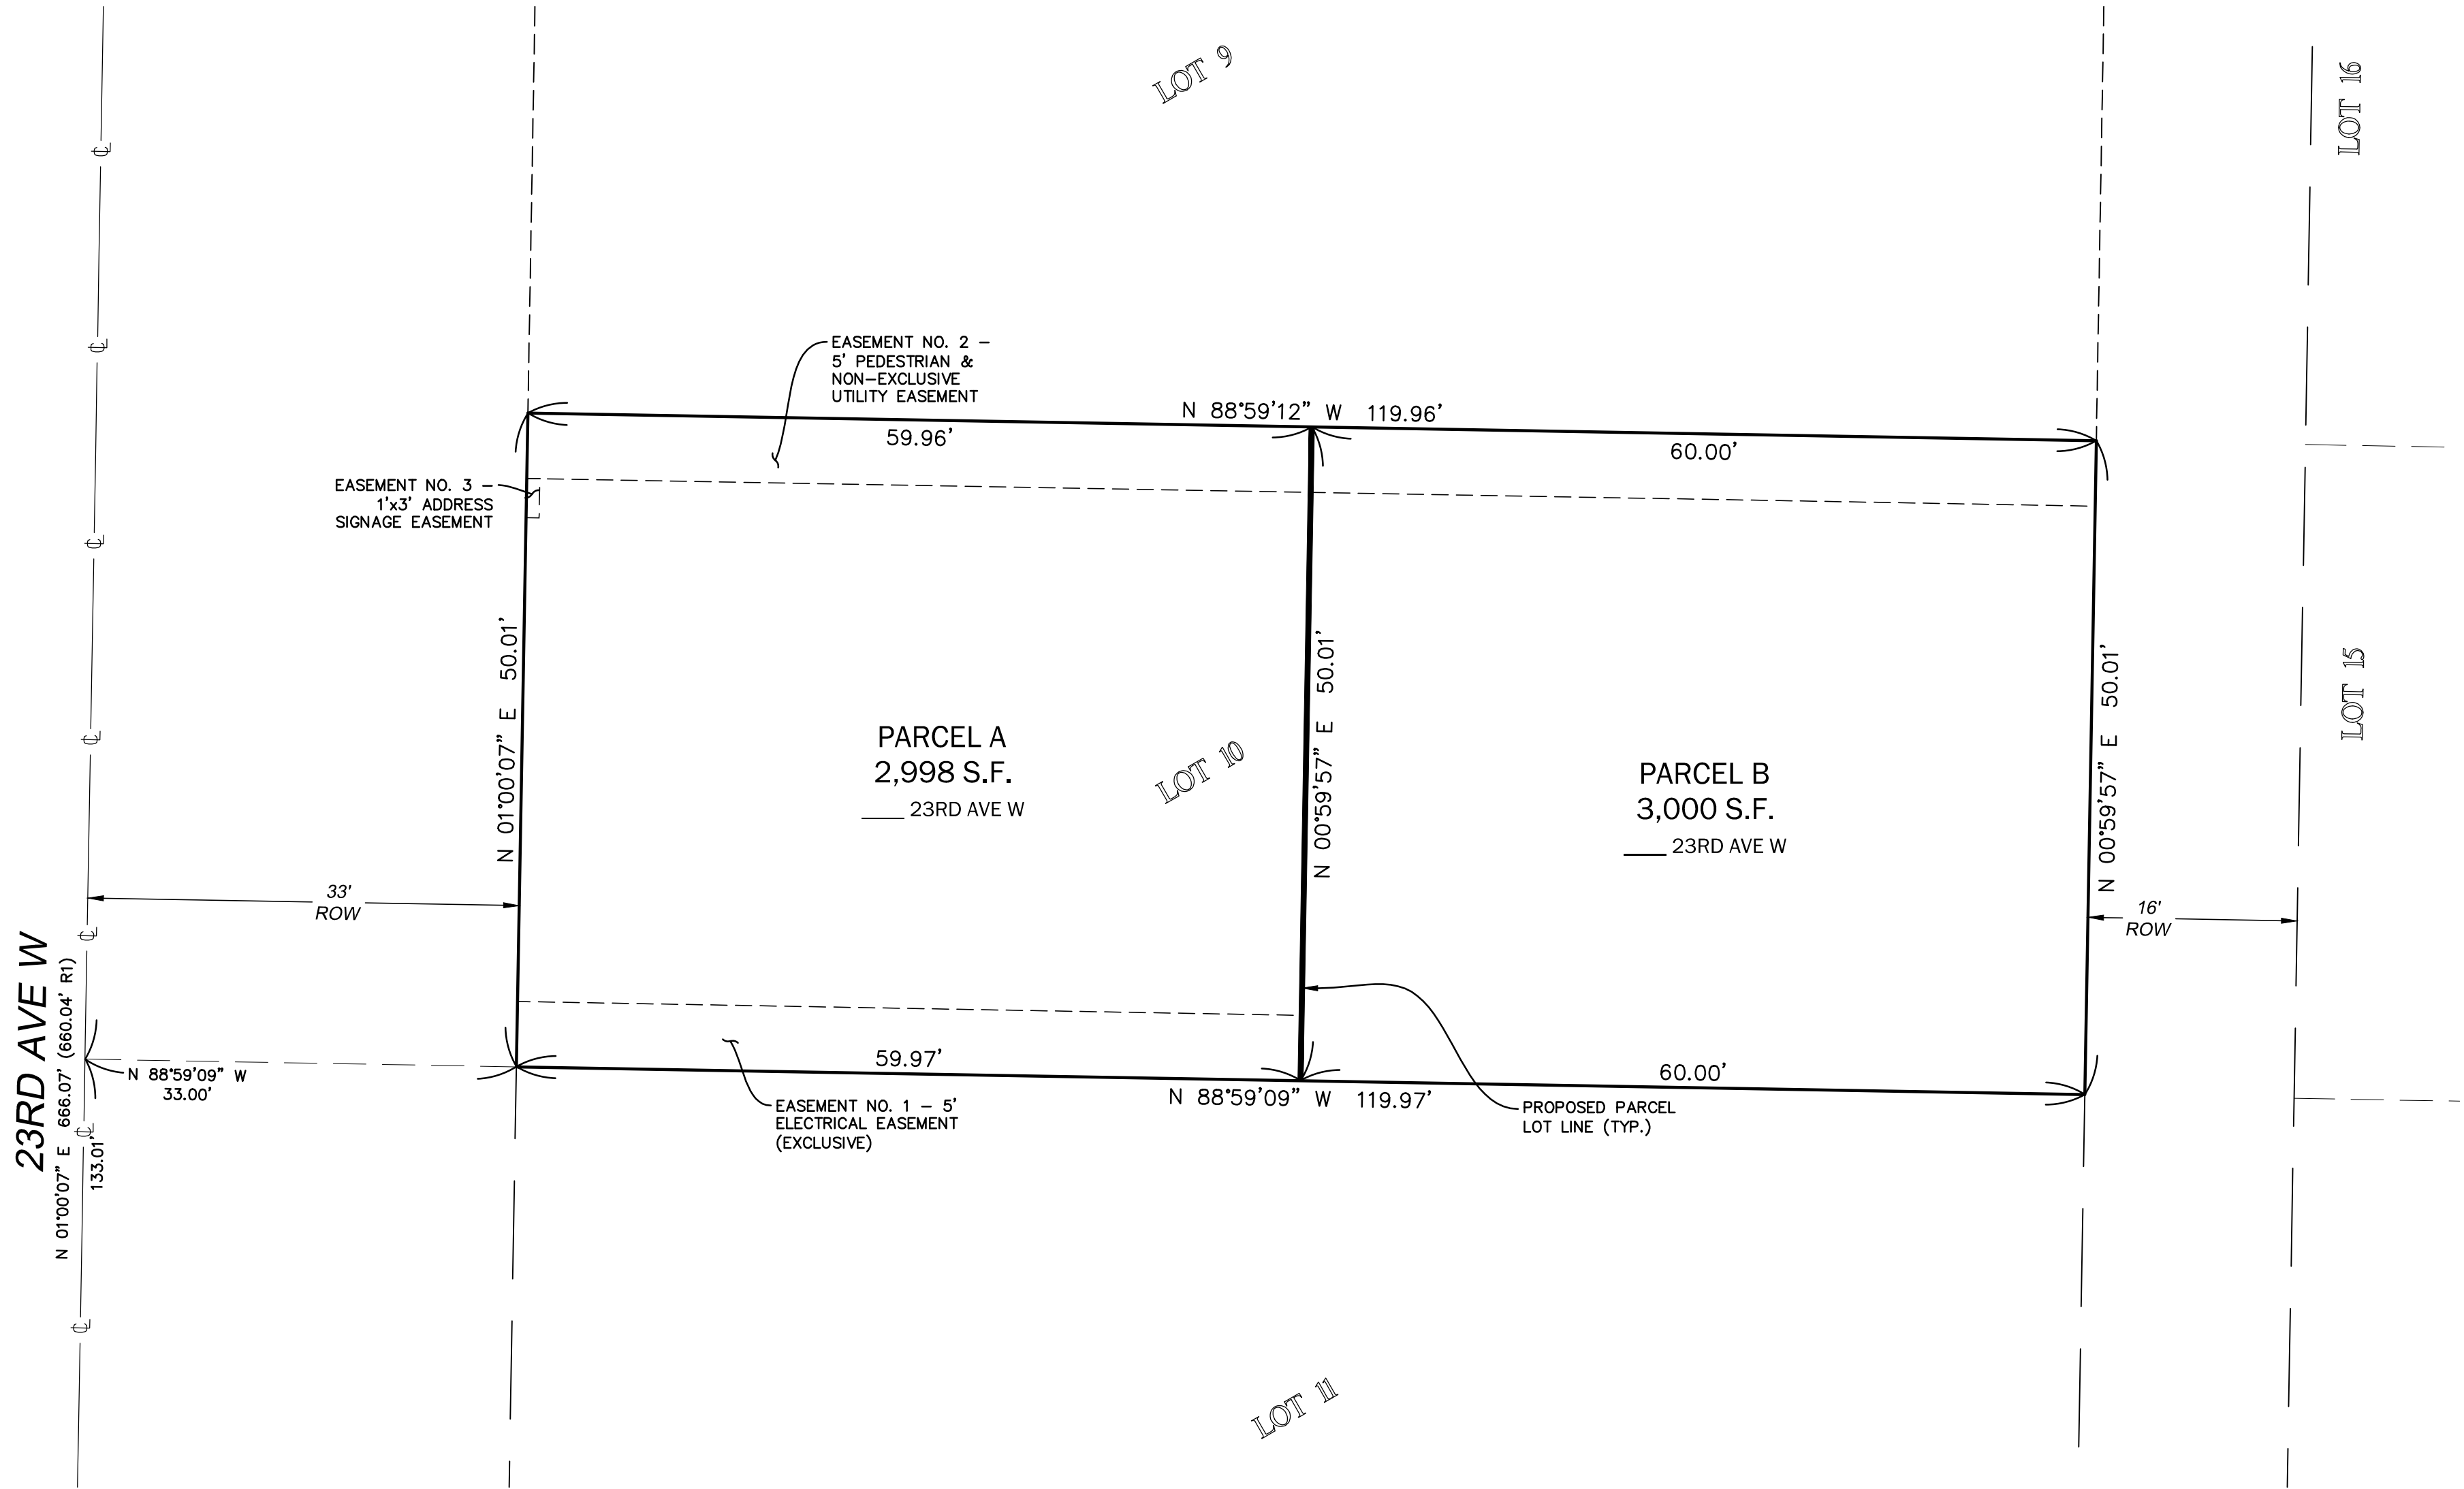 LOT 9
LOT 16
EASEMENT NO. 2 –
5' PEDESTRIAN &
NON–EXCLUSIVE
UTILITY EASEMENT
N 88°59'12" W 119.96'
59.96'
60.00'
EASEMENT NO. 3 –
1'x3' ADDRESS
SIGNAGE EASEMENT
N 01°00'07" E 50.01'
N 00°59'57" E 50.01'
N 00°59'57" E 50.01'
LOT 15
PARCEL A
2,998 S.F.
____ 23RD AVE W
LOT 10
PARCEL B
3,000 S.F.
____ 23RD AVE W
33'
ROW
16'
ROW
23RD AVE W
N 01°00'07" E 666.07' (660.04' R1)
133.01'
N 88°59'09" W
33.00'
59.97'
60.00'
N 88°59'09" W 119.97'
EASEMENT NO. 1 – 5'
ELECTRICAL EASEMENT
(EXCLUSIVE)
PROPOSED PARCEL
LOT LINE (TYP.)
LOT 11